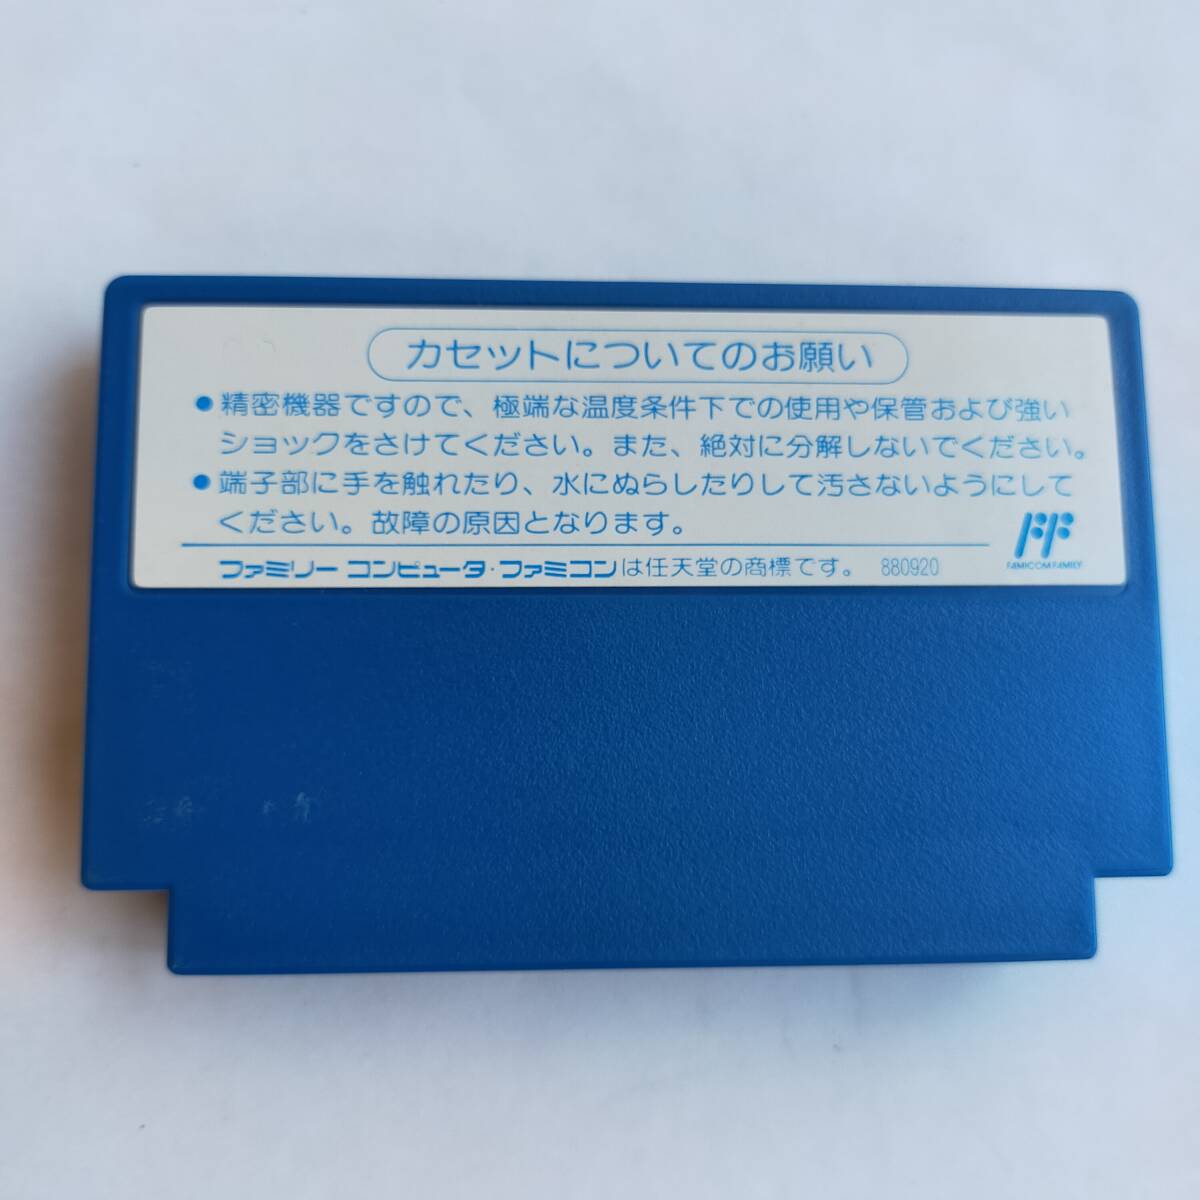 カセットについてのお願い
●精密機器ですので、極端な温度条件下での使用や保管および強い
ショックをさけてください。また、絶対に分解しないでください。
●端子部に手を触れたり、水にぬらしたりして汚さないようにして
ください。故障の原因となります。
FF
FAMICOM FAMILY
ファミリーコンピュータ・ファミコンは任天堂の商標です。 880920